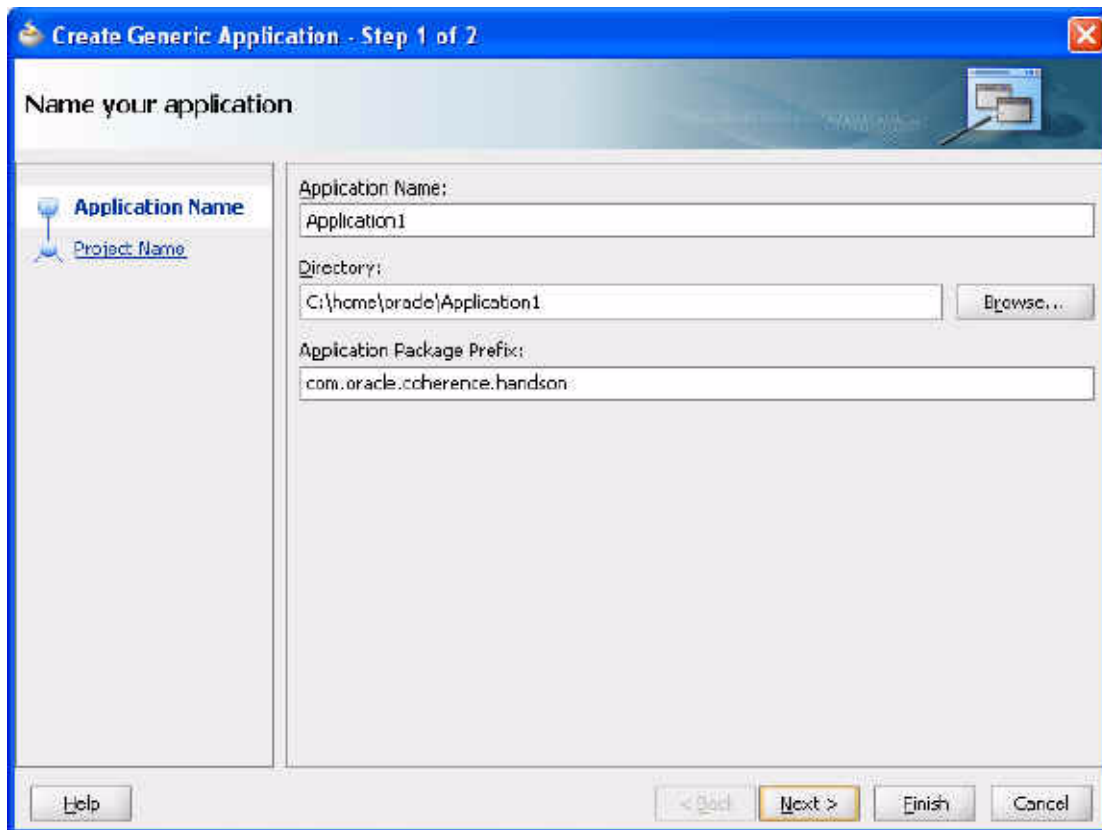 Create Generic Application - Step 1 of 2
Name your application
Application Name
Project Name
Application Name:
Application1
Directory:
C:\home\oracle\Application1
Browse...
Application Package Prefix:
com.oracle.coherence.handson
Help
< Back
Next >
Finish
Cancel